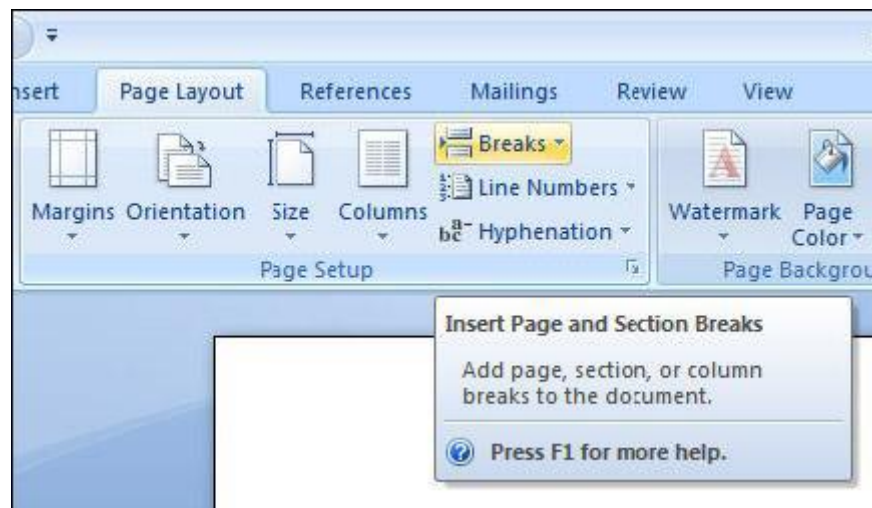 nsert Page Layout References Mailings Review View
Breaks
Line Numbers
Margins Orientation Size Columns
Hyphenation
Watermark Page
Color
Page Setup
Page Backgrou
Insert Page and Section Breaks
Add page, section, or column
breaks to the document.
Press F1 for more help.